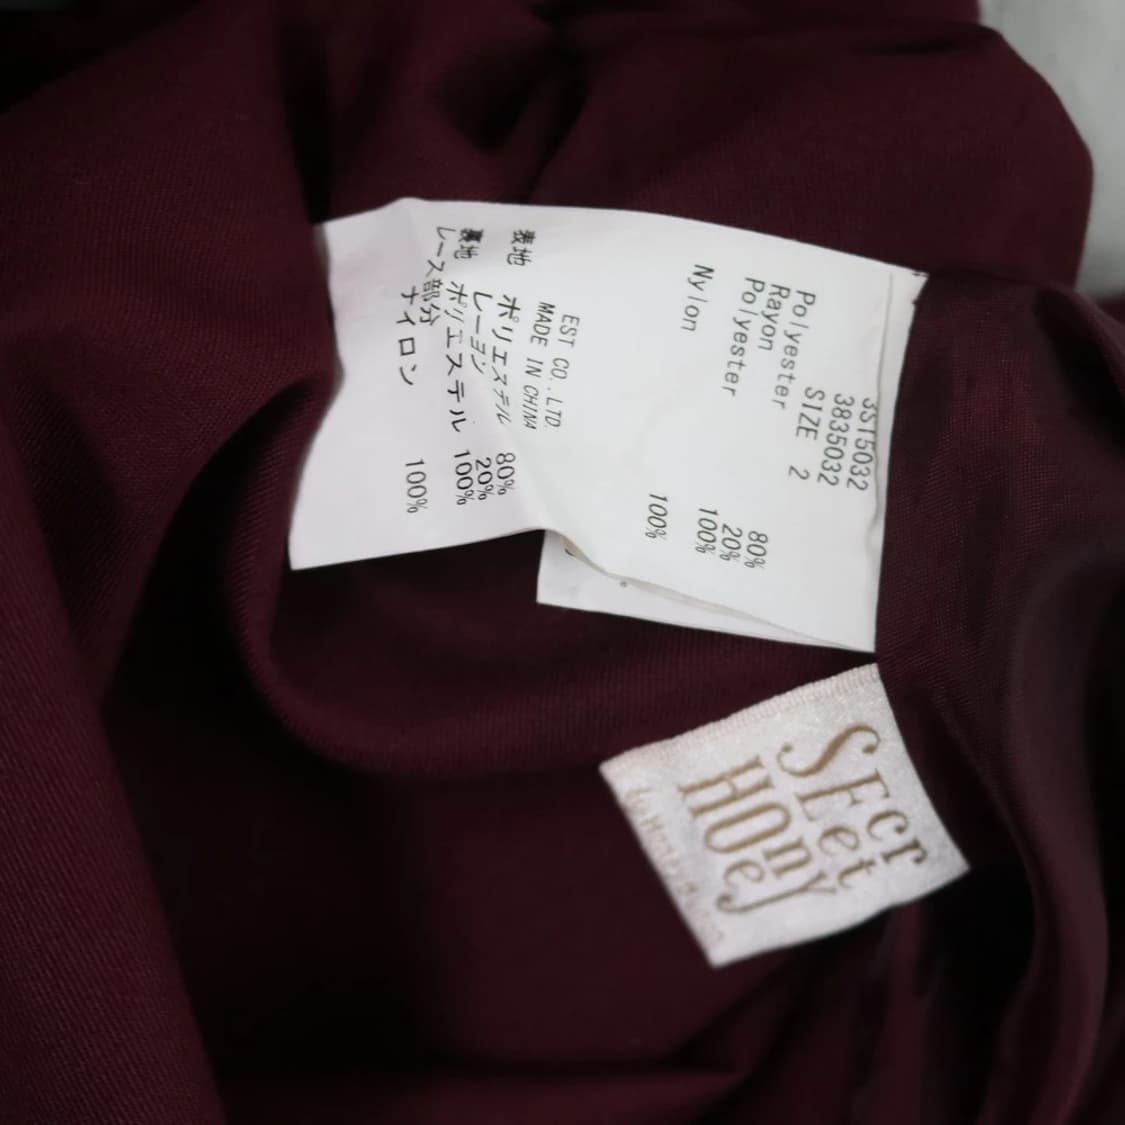 3S15032
3835032
SIZE 2
Polyester 80%
Rayon 20%
Polyester 100%
Nylon 100%
EST CO.,LTD.
MADE IN CHINA
表地 ポリエステル 80%
レーヨン 20%
裏地 ポリエステル 100%
レース部分
ナイロン 100%
SEcret
HOneJ